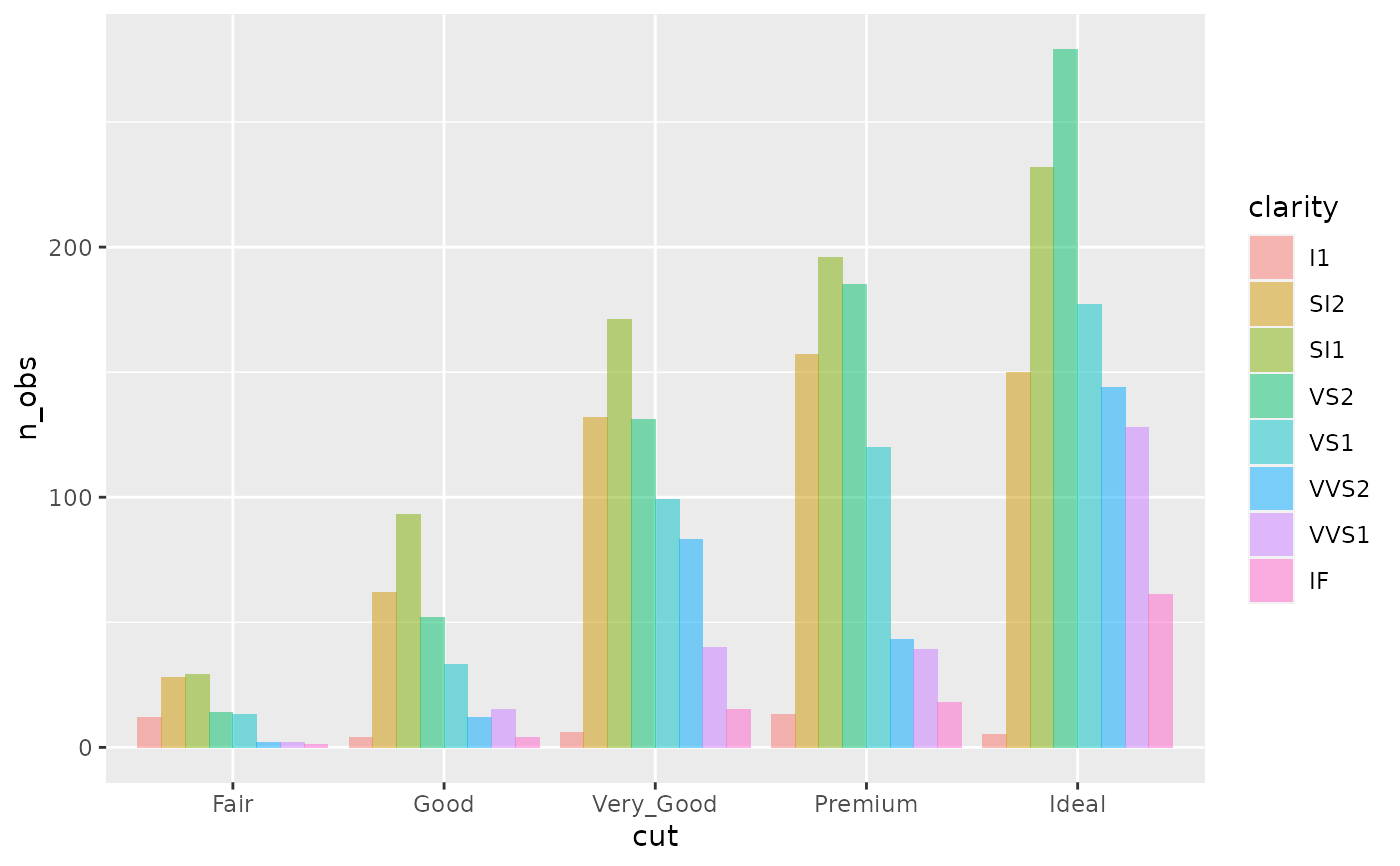 n_obs
200
100
0
Fair Good Very_Good Premium Ideal
cut
clarity
I1
SI2
SI1
VS2
VS1
VVS2
VVS1
IF